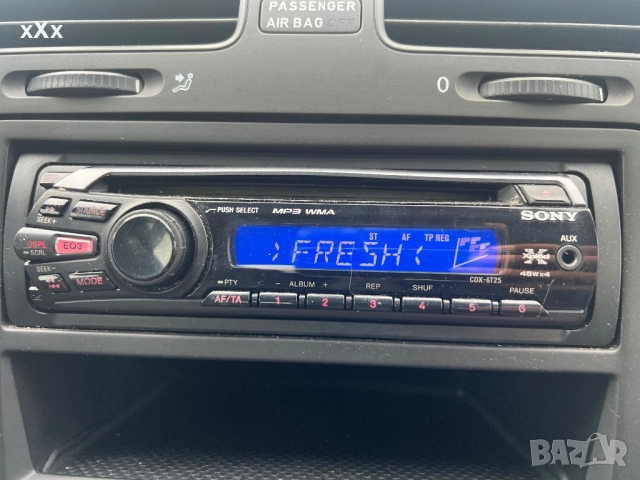 xXx
PASSENGER
AIR BAG OFF
0
PUSH SELECT
MP3 WMA
SONY
SEEK+
SOURCE
ST AF TP REG
AUX
DSPL
SCRL
EQ3
>FRESH<
SEEK−
MODE
CDX-GT25
45W×4
PTY
− ALBUM +
REP
SHUF
PAUSE
AF/TA
1 2 3 4 5 6
BAZAR